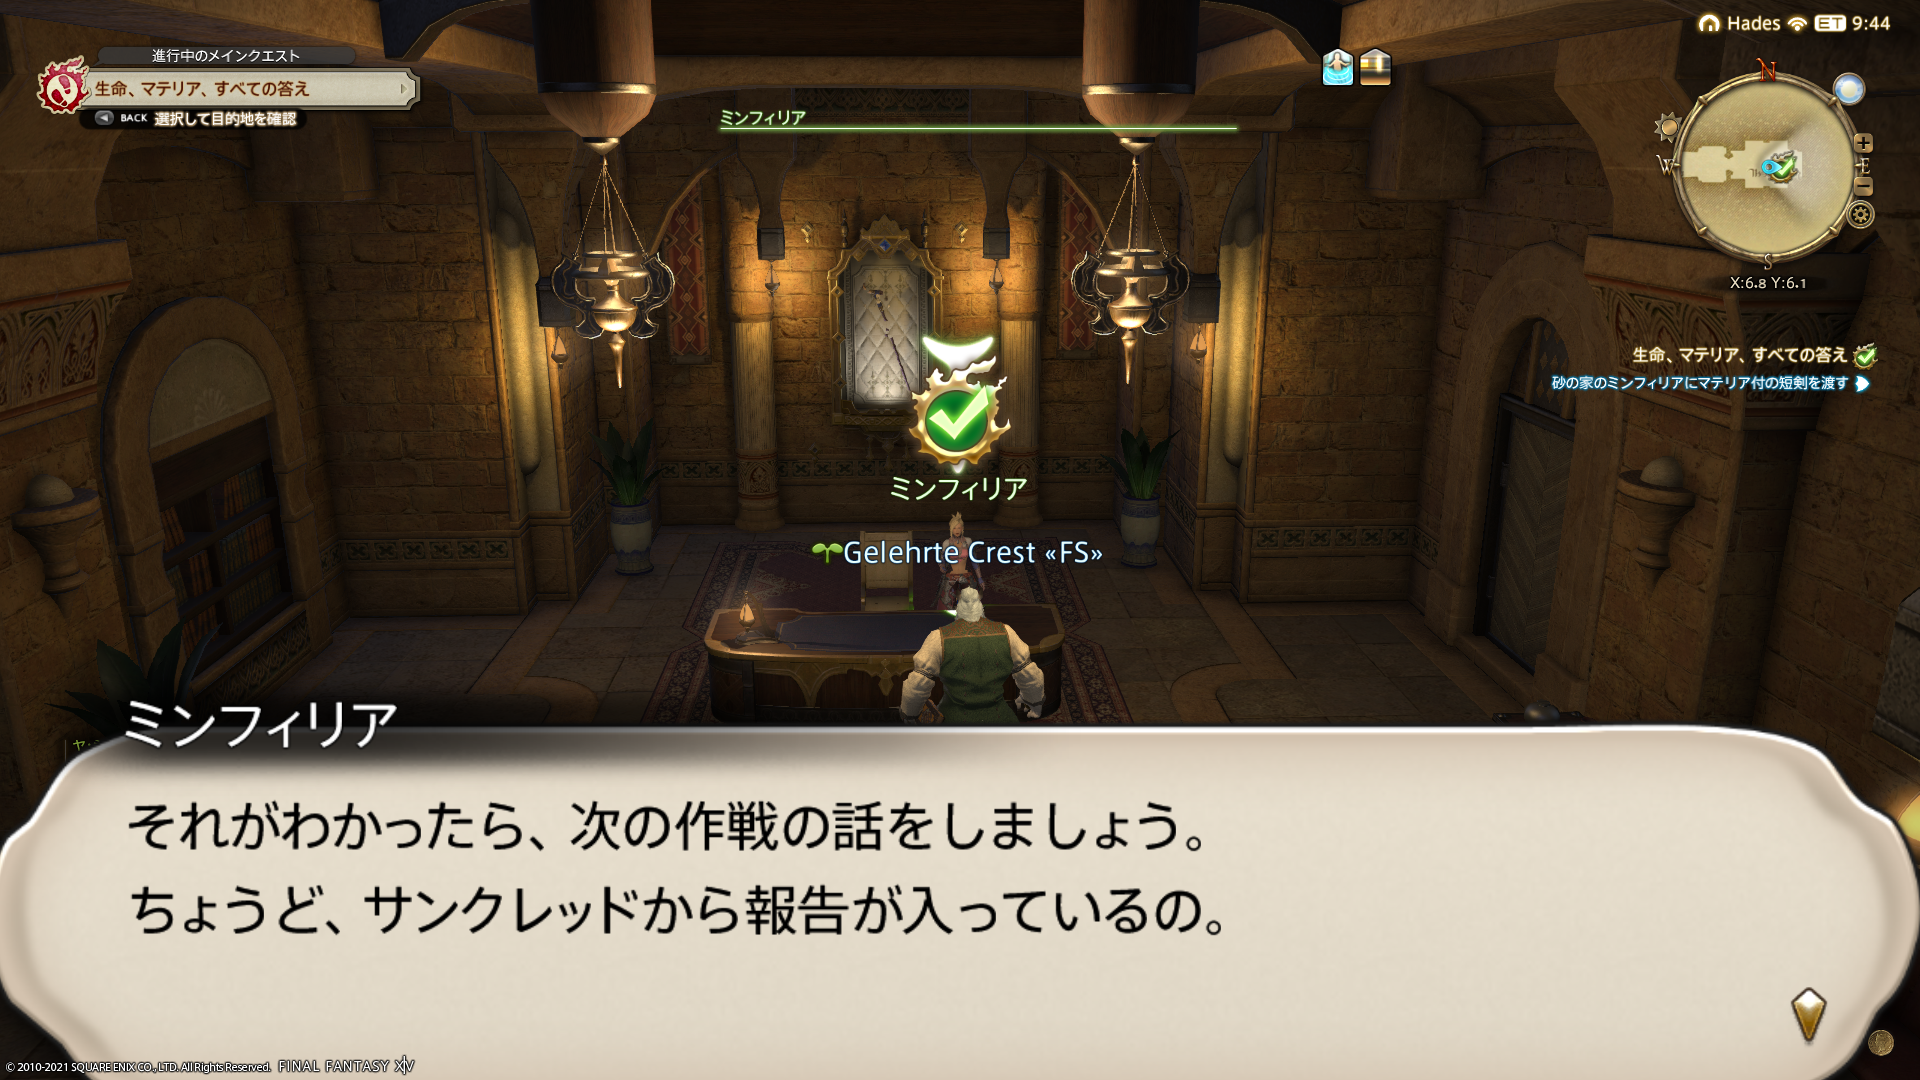 Hades ET 9:44
進行中のメインクエスト
生命、マテリア、すべての答え
BACK 選択して目的地を確認
ミンフィリア
N
W
E
S
X:6.8 Y:6.1
生命、マテリア、すべての答え
砂の家のミンフィリアにマテリア付の短剣を渡す
ミンフィリア
Gelehrte Crest «FS»
ミンフィリア
それがわかったら、次の作戦の話をしましょう。
ちょうど、サンクレッドから報告が入っているの。
© 2010-2021 SQUARE ENIX CO., LTD. All Rights Reserved. FINAL FANTASY XIV